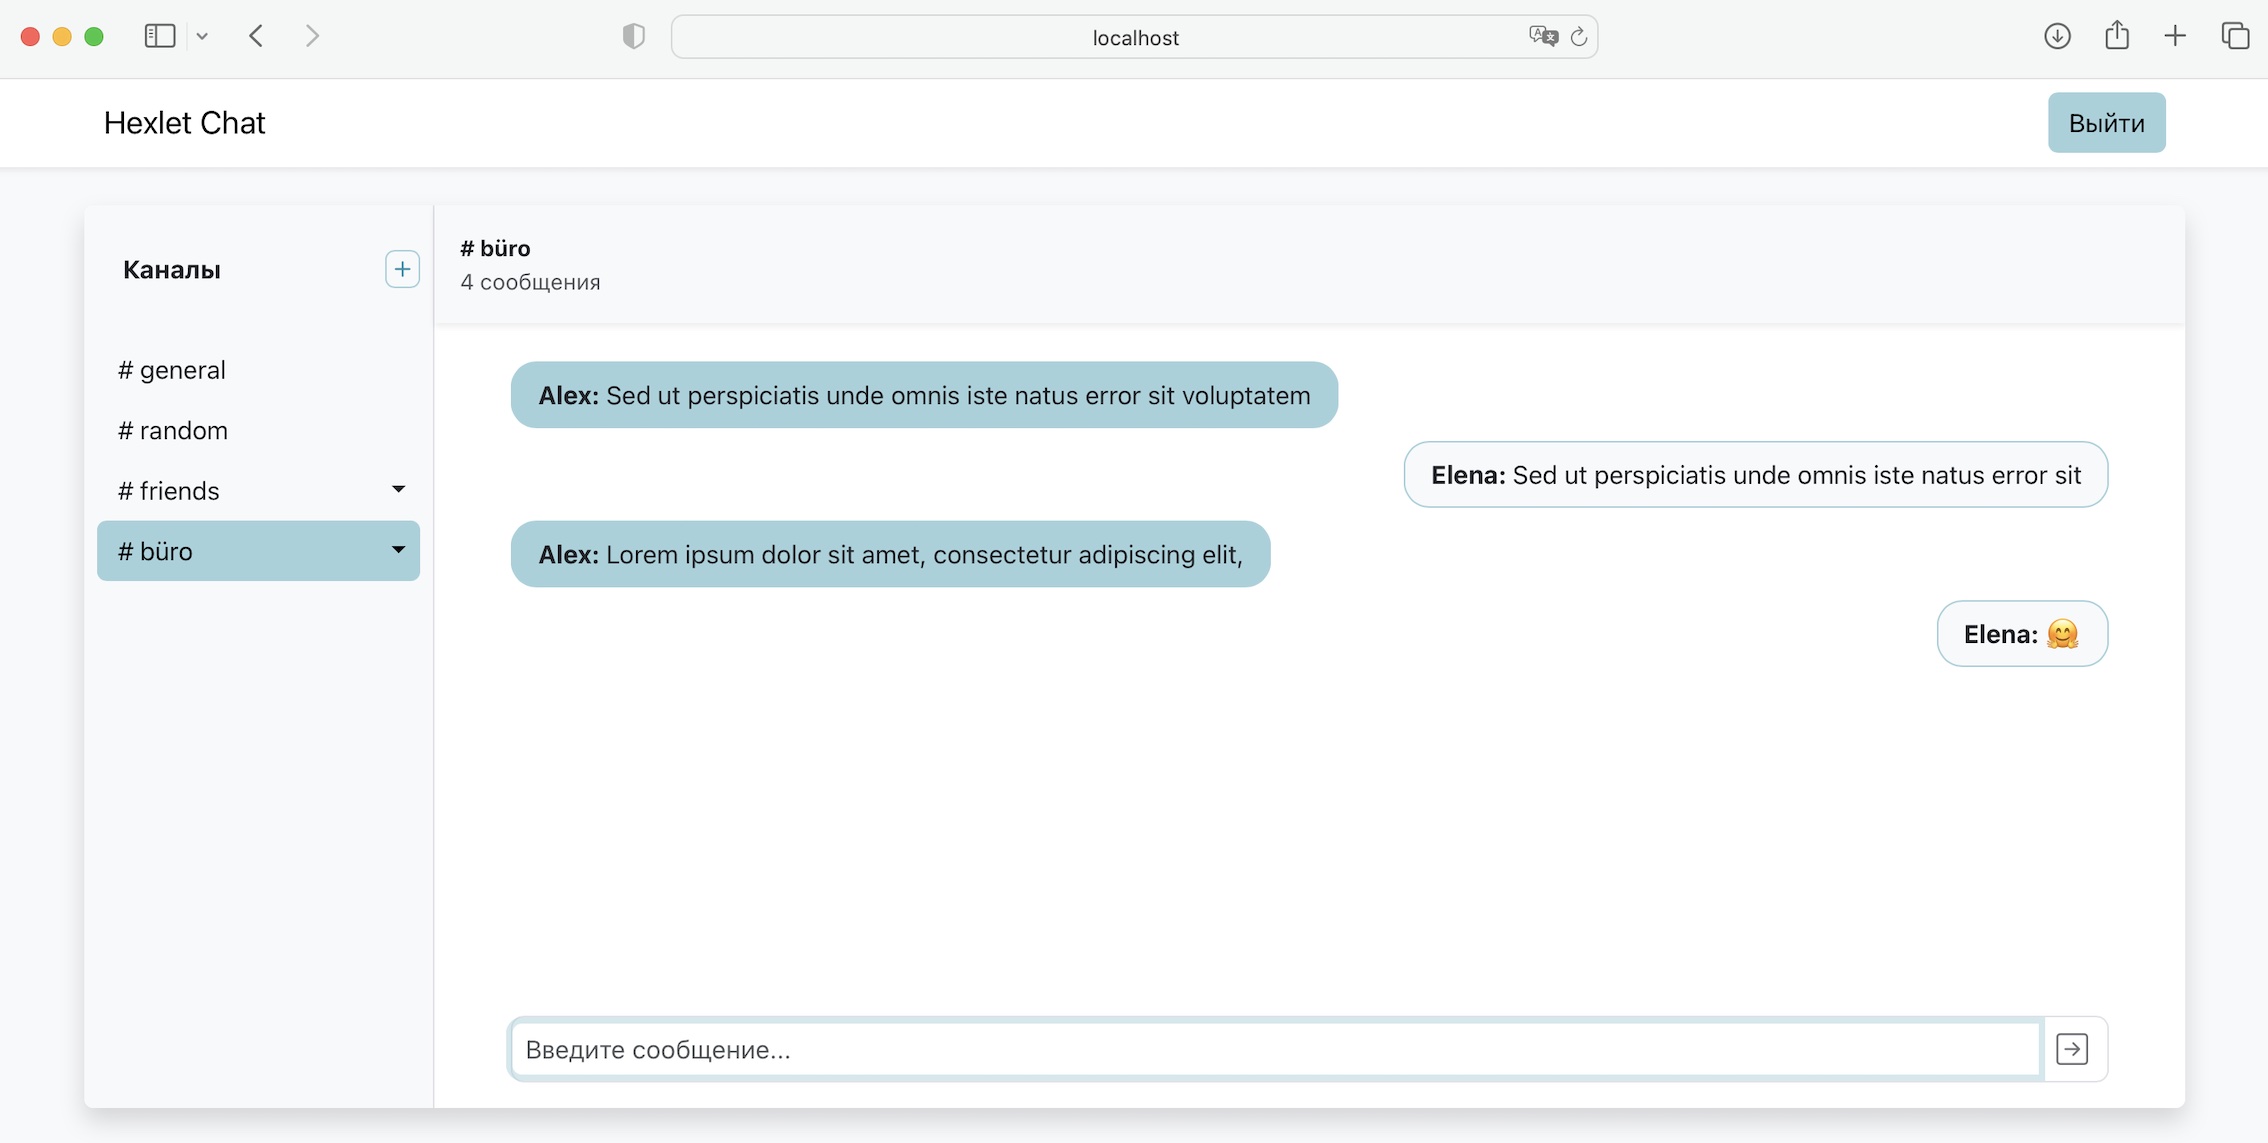 localhost
Hexlet Chat
Выйти
Каналы
+
# general
# random
# friends
# büro
# büro
4 сообщения
Alex: Sed ut perspiciatis unde omnis iste natus error sit voluptatem
Elena: Sed ut perspiciatis unde omnis iste natus error sit
Alex: Lorem ipsum dolor sit amet, consectetur adipiscing elit,
Elena: 🤗
Введите сообщение...